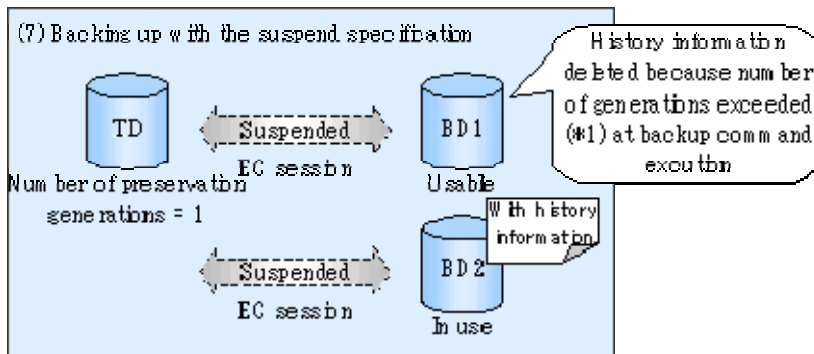 (7) Backing up with the suspend specification
History information
deleted because number
of generations exceeded
(*1) at backup command
excution
TD
Suspended
BD1
EC session
Number of preservation
generations = 1
Usable
With history
information
Suspended
BD2
EC session
In use